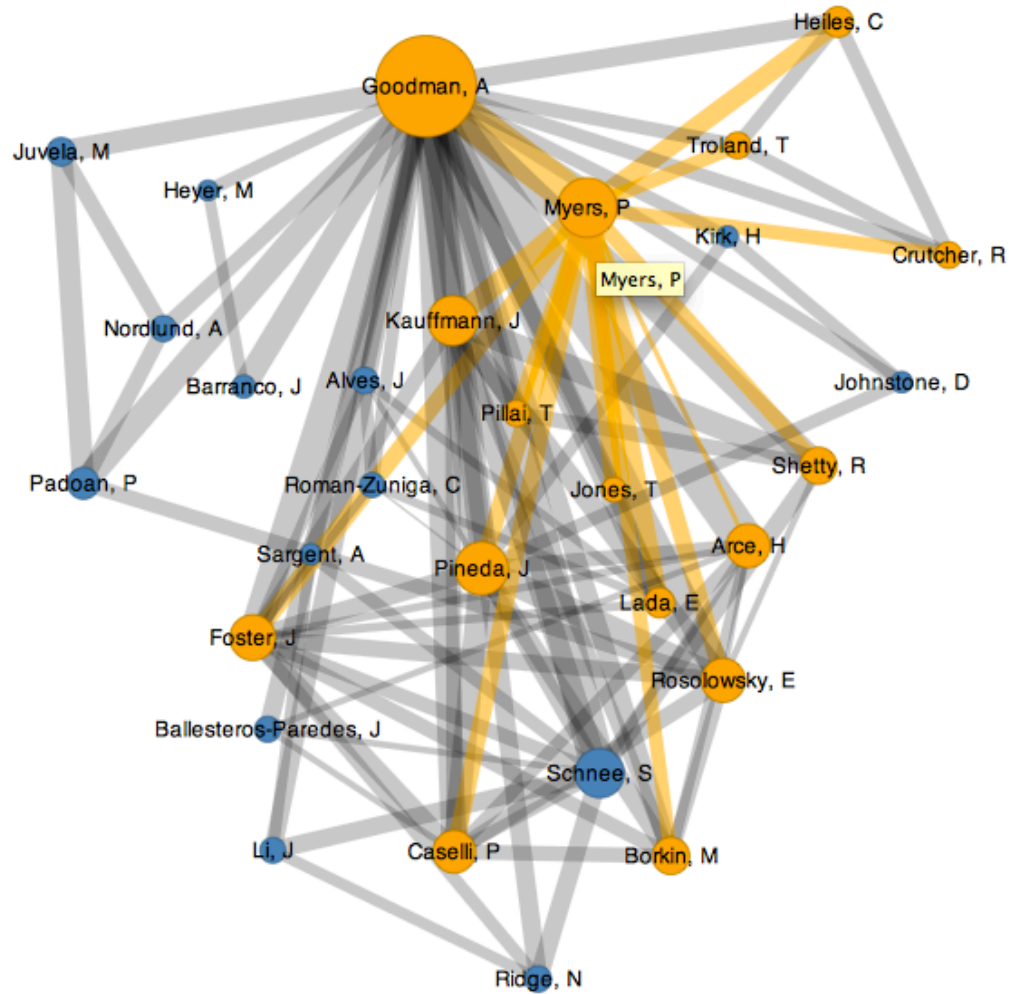 Heiles, C
Goodman, A
Troland, T
Juvela, M
Heyer, M
Myers, P
Kirk, H
Crutcher, R
Myers, P
Kauffmann, J
Nordlund, A
Barranco, J
Alves, J
Johnstone, D
Pillai, T
Shetty, R
Padoan, P
Roman-Zuniga, C
Jones, T
Arce, H
Sargent, A
Pineda, J
Lada, E
Foster, J
Rosolowsky, E
Ballesteros-Paredes, J
Schnee, S
Li, J
Caselli, P
Borkin, M
Ridge, N